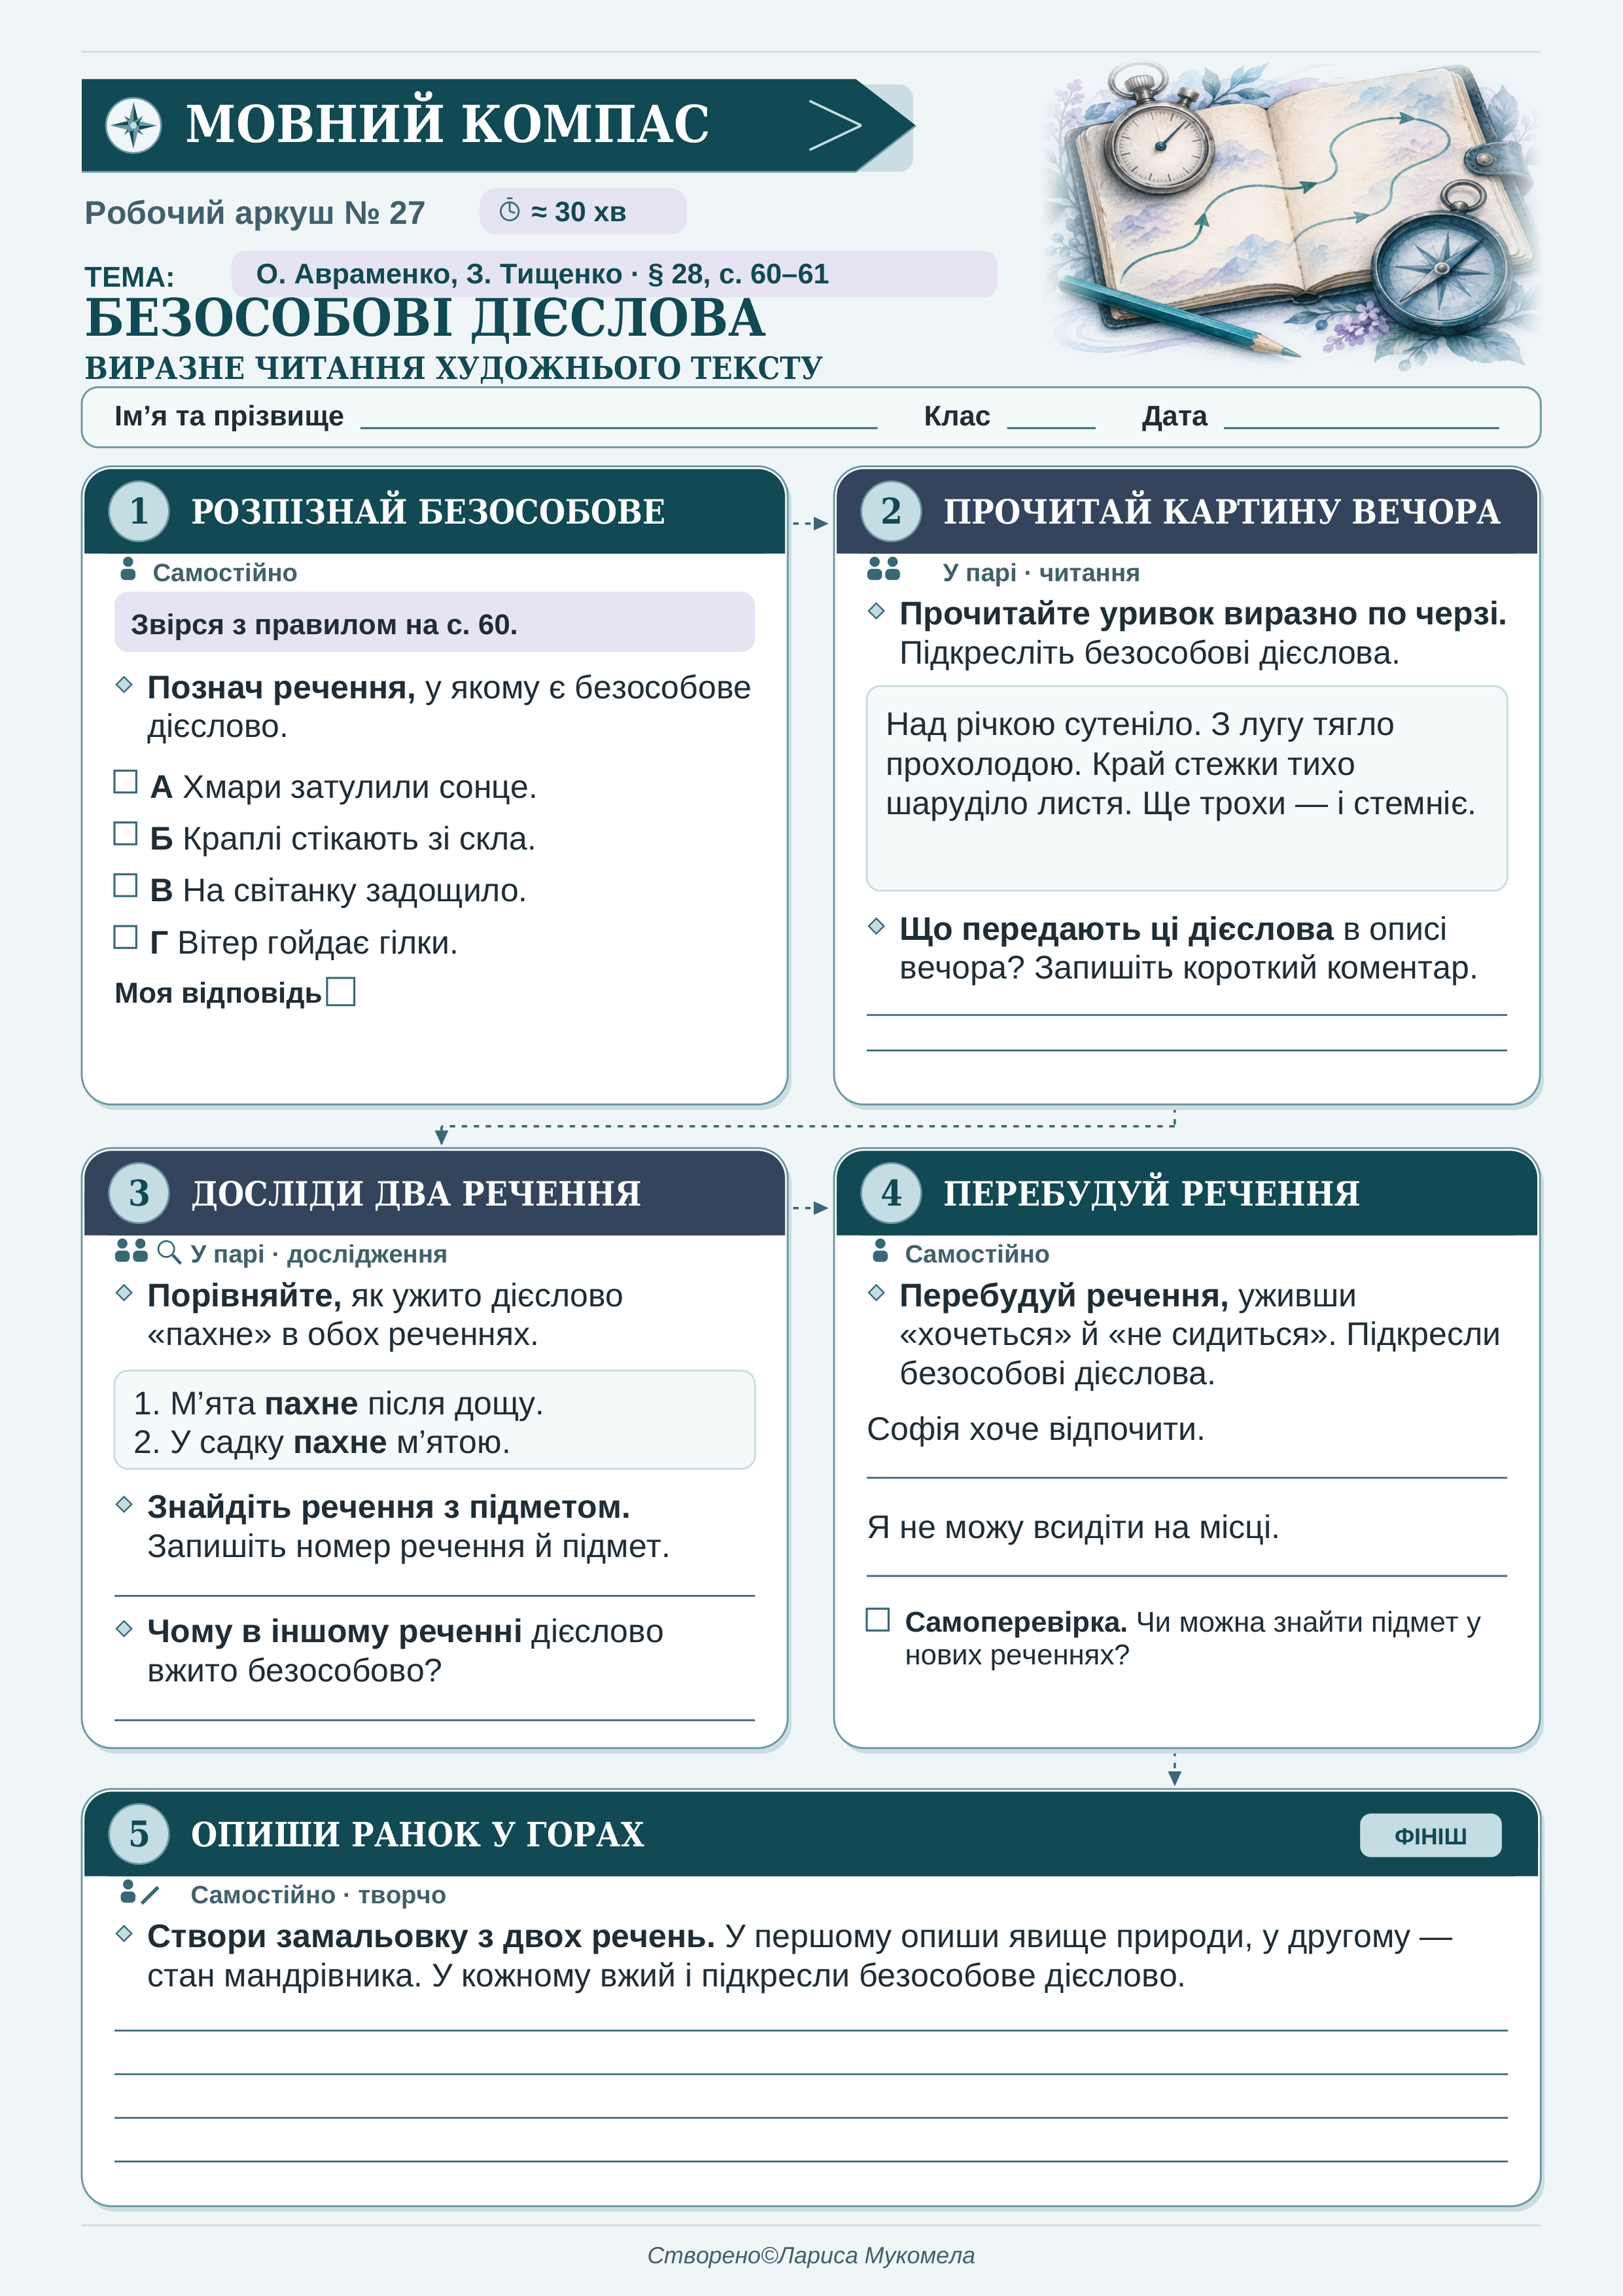 МОВНИЙ КОМПАС
Робочий аркуш № 27
≈ 30 хв
ТЕМА:
О. Авраменко, З. Тищенко · § 28, с. 60–61
БЕЗОСОБОВІ ДІЄСЛОВА
ВИРАЗНЕ ЧИТАННЯ ХУДОЖНЬОГО ТЕКСТУ
Ім’я та прізвище
Клас
Дата
1 РОЗПІЗНАЙ БЕЗОСОБОВЕ
Самостійно
Звірся з правилом на с. 60.
Познач речення, у якому є безособове
дієслово.
А Хмари затулили сонце.
Б Краплі стікають зі скла.
В На світанку задощило.
Г Вітер гойдає гілки.
Моя відповідь
2 ПРОЧИТАЙ КАРТИНУ ВЕЧОРА
У парі · читання
Прочитайте уривок виразно по черзі.
Підкресліть безособові дієслова.
Над річкою сутеніло. З лугу тягло
прохолодою. Край стежки тихо
шаруділо листя. Ще трохи — і стемніє.
Що передають ці дієслова в описі
вечора? Запишіть короткий коментар.
3 ДОСЛІДИ ДВА РЕЧЕННЯ
У парі · дослідження
Порівняйте, як ужито дієслово
«пахне» в обох реченнях.
1. М’ята пахне після дощу.
2. У садку пахне м’ятою.
Знайдіть речення з підметом.
Запишіть номер речення й підмет.
Чому в іншому реченні дієслово
вжито безособово?
4 ПЕРЕБУДУЙ РЕЧЕННЯ
Самостійно
Перебудуй речення, уживши
«хочеться» й «не сидиться». Підкресли
безособові дієслова.
Софія хоче відпочити.
Я не можу всидіти на місці.
Самоперевірка. Чи можна знайти підмет у
нових реченнях?
5 ОПИШИ РАНОК У ГОРАХ
ФІНІШ
Самостійно · творчо
Створи замальовку з двох речень. У першому опиши явище природи, у другому —
стан мандрівника. У кожному вжий і підкресли безособове дієслово.
Створено©Лариса Мукомела